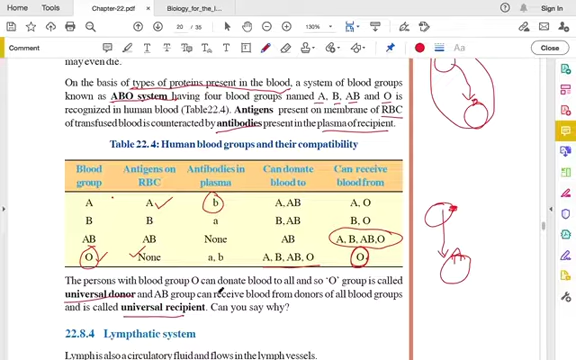 Chapter-22.pdf
Biology_for_the_I...
Sign In
20 / 35
130%
Comment
Close
may even die.
On the basis of types of proteins present in the blood, a system of blood groups
known as ABO system having four blood groups named A, B, AB and O is
recognized in human blood (Table22.4). Antigens present on membrane of RBC
of transfused blood is counteracted by antibodies present in the plasma of recipient.
Table 22.4: Human blood groups and their compatibility
Blood group Antigens on RBC Antibodies in plasma Can donate blood to Can receive blood from
A A b A, AB A, O
B B a B, AB B, O
AB AB None AB A, B, AB,O
O None a, b A, B, AB, O O
The persons with blood group O can donate blood to all and so 'O' group is called
universal donor and AB group can receive blood from donors of all blood groups
and is called universal recipient. Can you say why?
22.8.4 Lymphatic system
Lymph is also a circulatory fluid and flows in the lymph vessels.
A